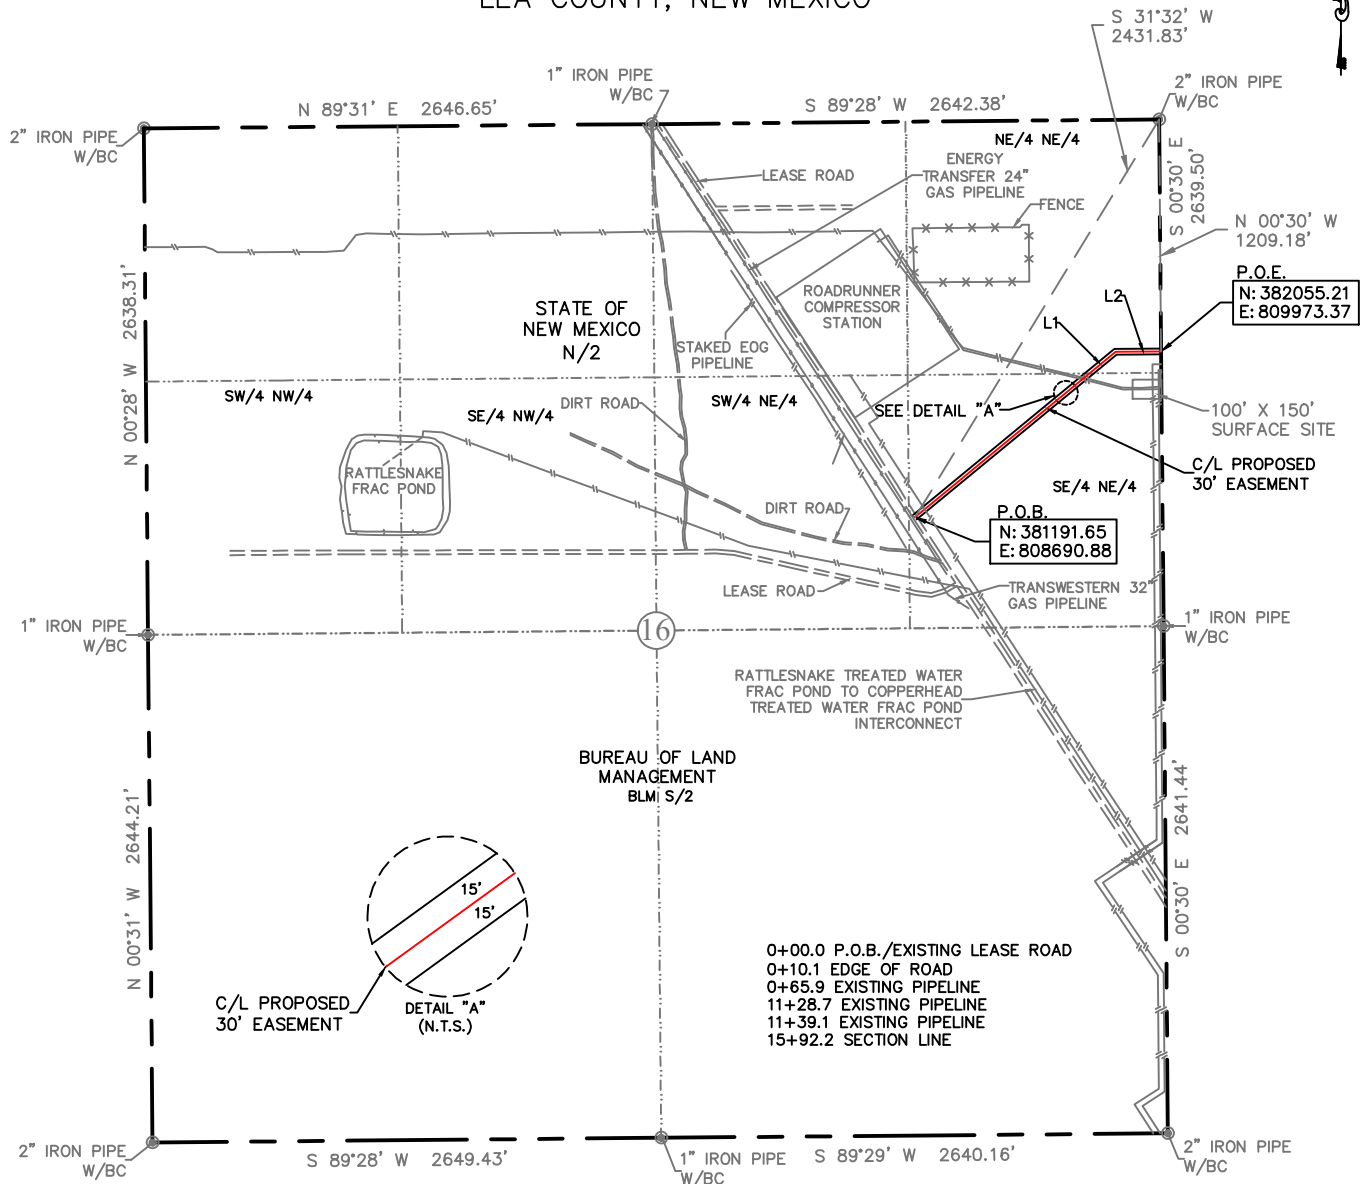 LEA COUNTY, NEW MEXICO
S 31°32' W
2431.83'
1" IRON PIPE
W/BC
2" IRON PIPE
W/BC
N 89°31' E 2646.65'
S 89°28' W 2642.38'
2" IRON PIPE
W/BC
NE/4 NE/4
ENERGY
TRANSFER 24"
GAS PIPELINE
LEASE ROAD
FENCE
S 00°30' E
2639.50'
N 00°30' W
1209.18'
P.O.E.
N: 382055.21
E: 809973.37
N 00°28' W 2638.31'
STATE OF
NEW MEXICO
N/2
ROADRUNNER
COMPRESSOR
STATION
L2
L1
STAKED EOG
PIPELINE
SW/4 NW/4
SE/4 NW/4
DIRT ROAD
SW/4 NE/4
SEE DETAIL "A"
100' X 150'
SURFACE SITE
C/L PROPOSED
30' EASEMENT
RATTLESNAKE
FRAC POND
SE/4 NE/4
DIRT ROAD
P.O.B.
N: 381191.65
E: 808690.88
LEASE ROAD
TRANSWESTERN 32"
GAS PIPELINE
1" IRON PIPE
W/BC
16
1" IRON PIPE
W/BC
RATTLESNAKE TREATED WATER
FRAC POND TO COPPERHEAD
TREATED WATER FRAC POND
INTERCONNECT
BUREAU OF LAND
MANAGEMENT
BLM S/2
N 00°31' W 2644.21'
S 00°30' E 2641.44'
15'
15'
C/L PROPOSED
30' EASEMENT
DETAIL "A"
(N.T.S.)
0+00.0 P.O.B./EXISTING LEASE ROAD
0+10.1 EDGE OF ROAD
0+65.9 EXISTING PIPELINE
11+28.7 EXISTING PIPELINE
11+39.1 EXISTING PIPELINE
15+92.2 SECTION LINE
2" IRON PIPE
W/BC
S 89°28' W 2649.43'
1" IRON PIPE
W/BC
S 89°29' W 2640.16'
2" IRON PIPE
W/BC